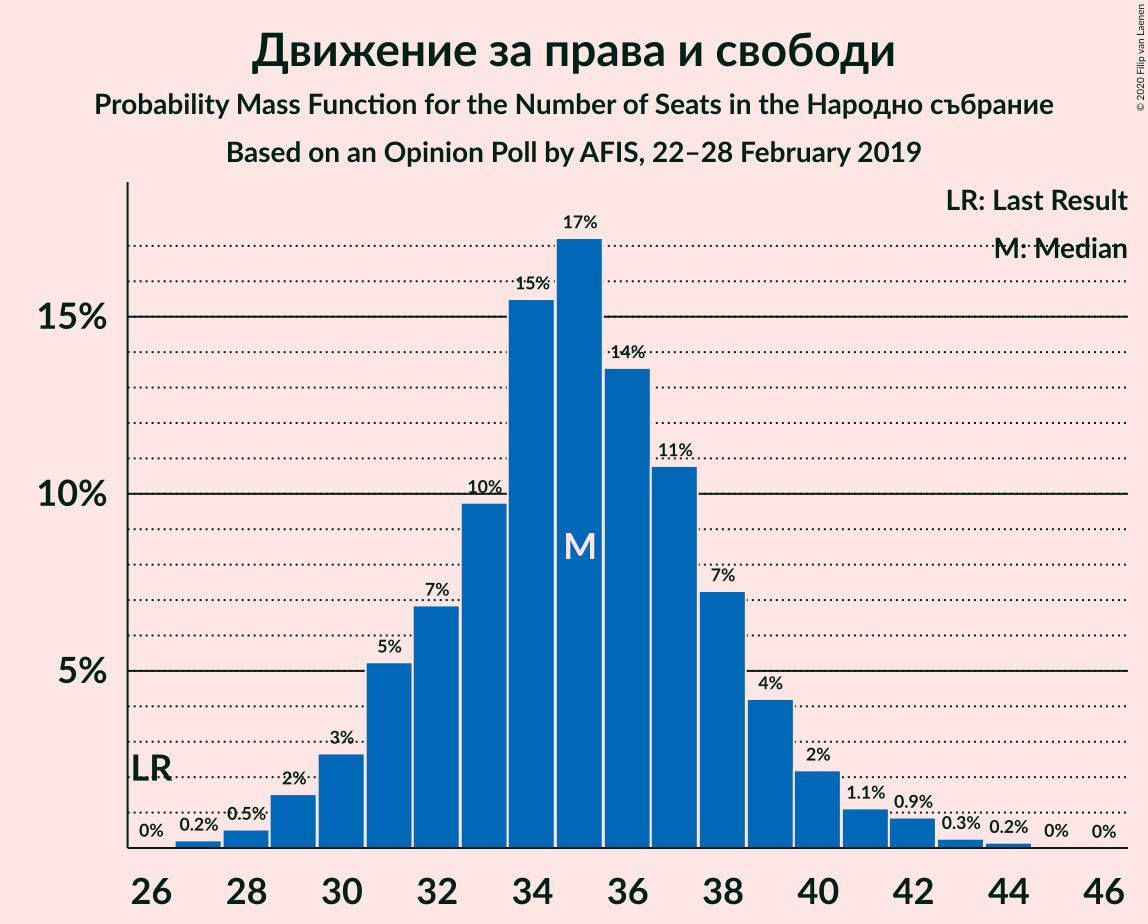 Движение за права и свободи
Probability Mass Function for the Number of Seats in the Народно събрание
Based on an Opinion Poll by AFIS, 22–28 February 2019
© 2020 Filip van Laenen
LR: Last Result
M: Median
17%
15%
15%
14%
11%
10%
10%
M
7%
7%
5%
5%
4%
3%
LR
2%
2%
1.1%
0.9%
0.5%
0.3%
0.2%
0.2%
0%
0%
0%
26 28 30 32 34 36 38 40 42 44 46